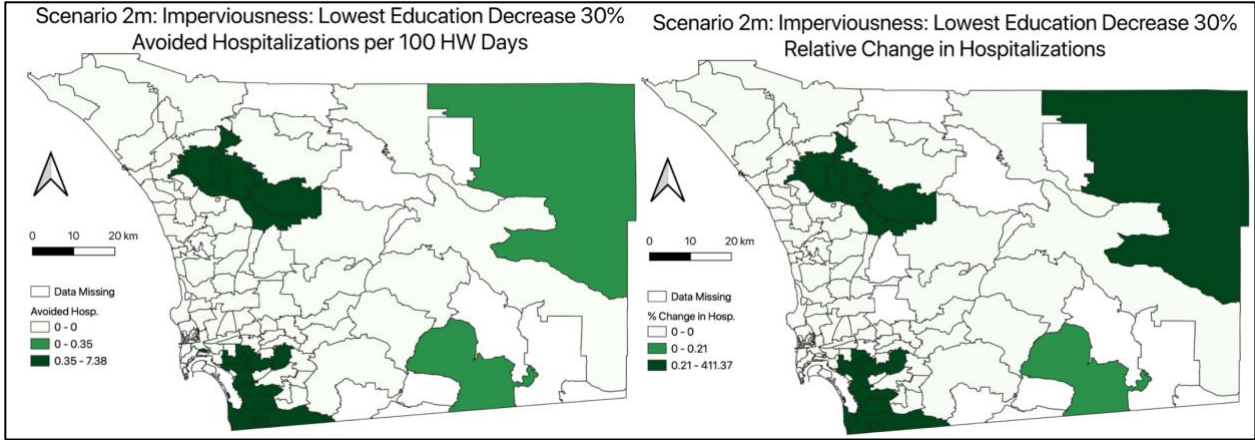 Scenario 2m: Imperviousness: Lowest Education Decrease 30%
Avoided Hospitalizations per 100 HW Days
0 10 20 km
Data Missing
Avoided Hosp.
0 - 0
0 - 0.35
0.35 - 7.38
Scenario 2m: Imperviousness: Lowest Education Decrease 30%
Relative Change in Hospitalizations
0 10 20 km
Data Missing
% Change in Hosp.
0 - 0
0 - 0.21
0.21 - 411.37